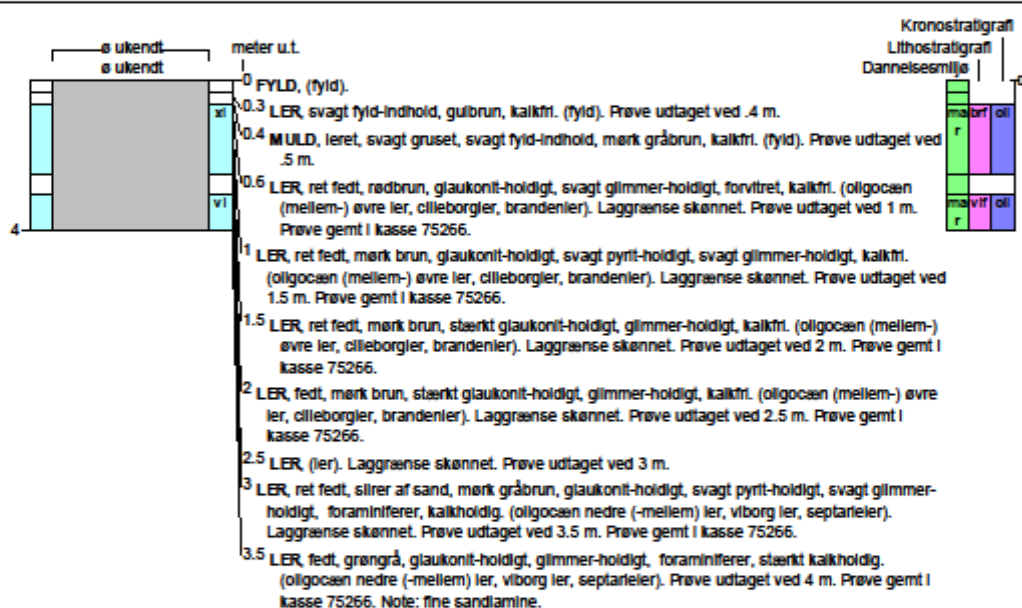 Kronostratigrafi
ø ukendt meter u.t. Lithostratigrafi
ø ukendt Dannelsesmiljø
0 FYLD, (fyld). 0
0.3 LER, svagt fyld-indhold, gulbrun, kalkfri. (fyld). Prøve udtaget ved .4 m.
xl mar brf oli
0.4 MULD, leret, svagt gruset, svagt fyld-indhold, mørk gråbrun, kalkfri. (fyld). Prøve udtaget ved
.5 m.
0.6 LER, ret fedt, rødbrun, glaukonit-holdigt, svagt glimmer-holdigt, forvitret, kalkfri. (oligocæn
(mellem-) øvre ler, cilleborgler, brandenler). Laggrænse skønnet. Prøve udtaget ved 1 m.
vl mar vif oli
Prøve gemt i kasse 75266.
4
1 LER, ret fedt, mørk brun, glaukonit-holdigt, svagt pyrit-holdigt, svagt glimmer-holdigt, kalkfri.
(oligocæn (mellem-) øvre ler, cilleborgler, brandenler). Laggrænse skønnet. Prøve udtaget ved
1.5 m. Prøve gemt i kasse 75266.
1.5 LER, ret fedt, mørk brun, stærkt glaukonit-holdigt, glimmer-holdigt, kalkfri. (oligocæn (mellem-)
øvre ler, cilleborgler, brandenler). Laggrænse skønnet. Prøve udtaget ved 2 m. Prøve gemt i
kasse 75266.
2 LER, fedt, mørk brun, stærkt glaukonit-holdigt, glimmer-holdigt, kalkfri. (oligocæn (mellem-) øvre
ler, cilleborgler, brandenler). Laggrænse skønnet. Prøve udtaget ved 2.5 m. Prøve gemt i
kasse 75266.
2.5 LER, (ler). Laggrænse skønnet. Prøve udtaget ved 3 m.
3 LER, ret fedt, slirer af sand, mørk gråbrun, glaukonit-holdigt, svagt pyrit-holdigt, svagt glimmer-
holdigt, foraminiferer, kalkholdig. (oligocæn nedre (-mellem) ler, viborg ler, septarieler).
Laggrænse skønnet. Prøve udtaget ved 3.5 m. Prøve gemt i kasse 75266.
3.5 LER, fedt, grøngrå, glaukonit-holdigt, glimmer-holdigt, foraminiferer, stærkt kalkholdig.
(oligocæn nedre (-mellem) ler, viborg ler, septarieler). Prøve udtaget ved 4 m. Prøve gemt i
kasse 75266. Note: fine sandlamine.